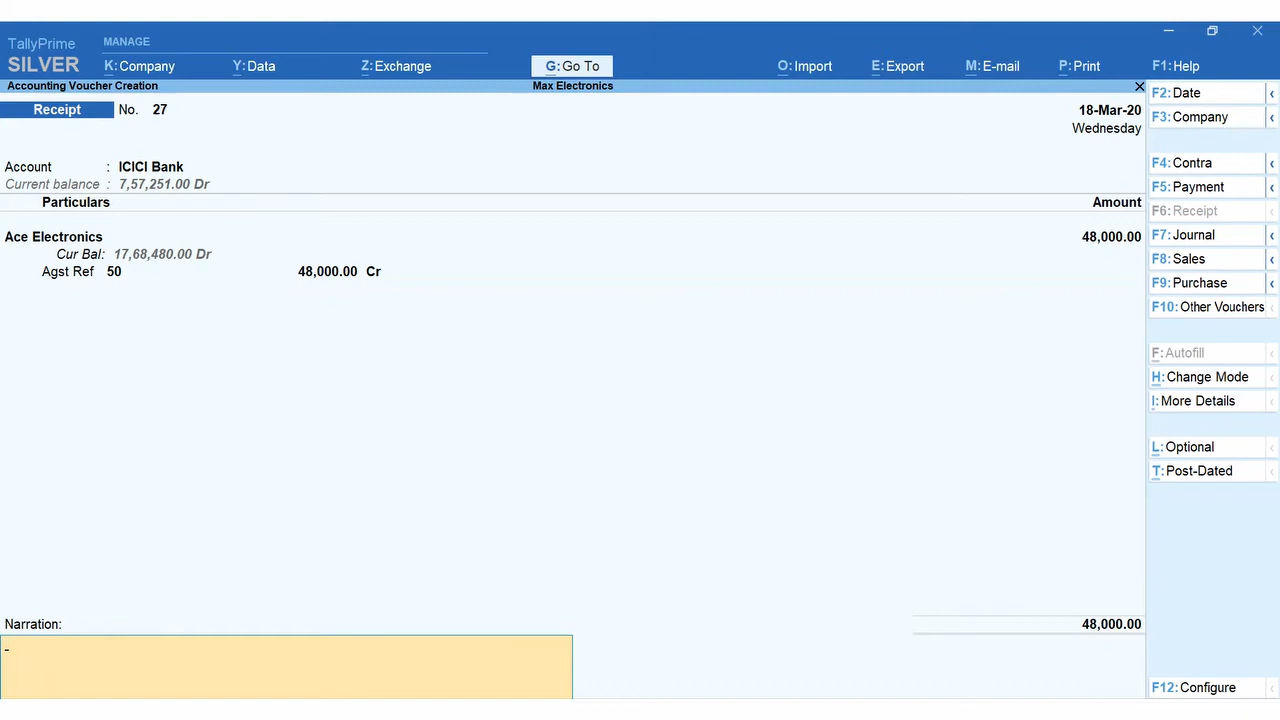 TallyPrime MANAGE
SILVER K:Company Y:Data Z:Exchange G:Go To O:Import E:Export M:E-mail P:Print F1:Help
Accounting Voucher Creation Max Electronics
Receipt No. 27 18-Mar-20
Wednesday
Account : ICICI Bank
Current balance : 7,57,251.00 Dr
Particulars Amount
Ace Electronics 48,000.00
Cur Bal: 17,68,480.00 Dr
Agst Ref 50 48,000.00 Cr
Narration: 48,000.00
F2:Date
F3:Company
F4:Contra
F5:Payment
F6:Receipt
F7:Journal
F8:Sales
F9:Purchase
F10:Other Vouchers
F:Autofill
H:Change Mode
I:More Details
L:Optional
T:Post-Dated
F12:Configure